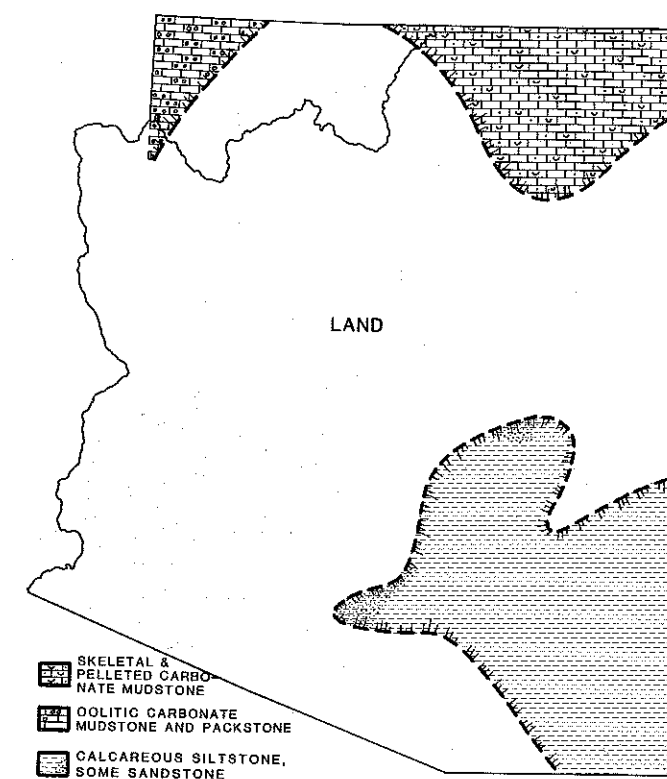 LAND
SKELETAL &
PELLETED CARBO-
NATE MUDSTONE
OOLITIC CARBONATE
MUDSTONE AND PACKSTONE
CALCAREOUS SILTSTONE,
SOME SANDSTONE